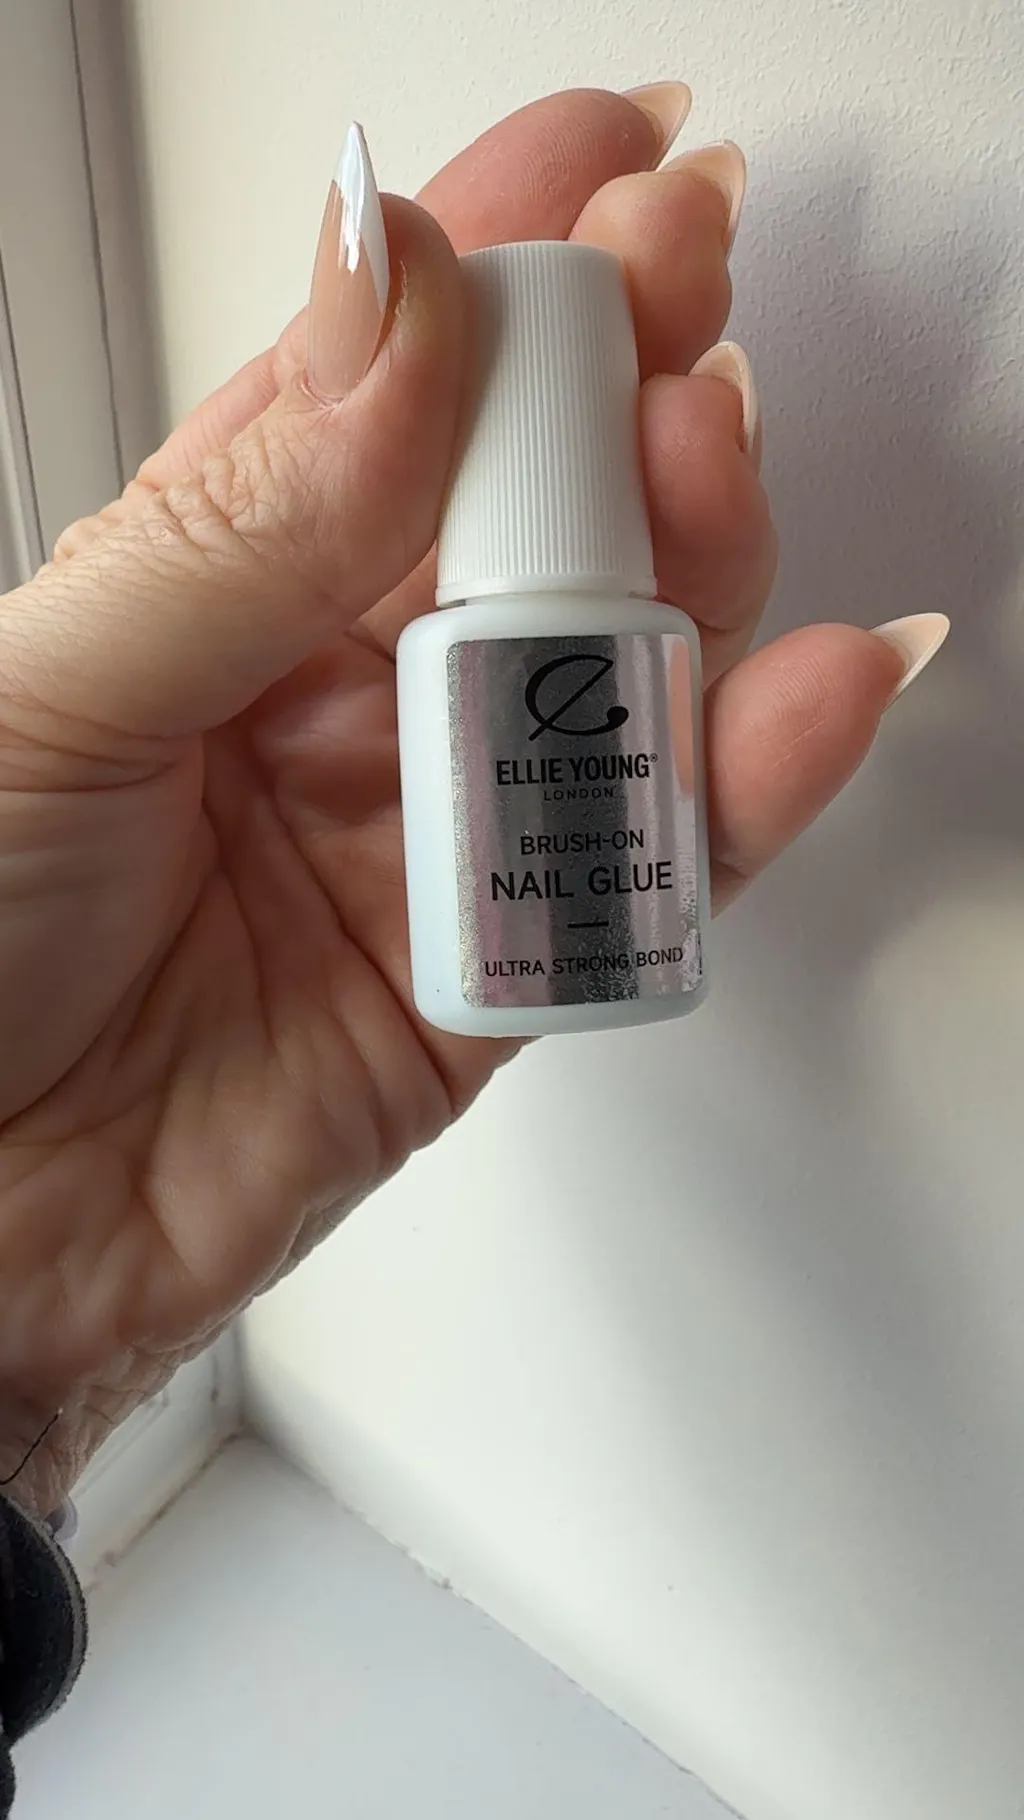 ELLIE YOUNG®
LONDON
BRUSH-ON
NAIL GLUE
ULTRA STRONG BOND